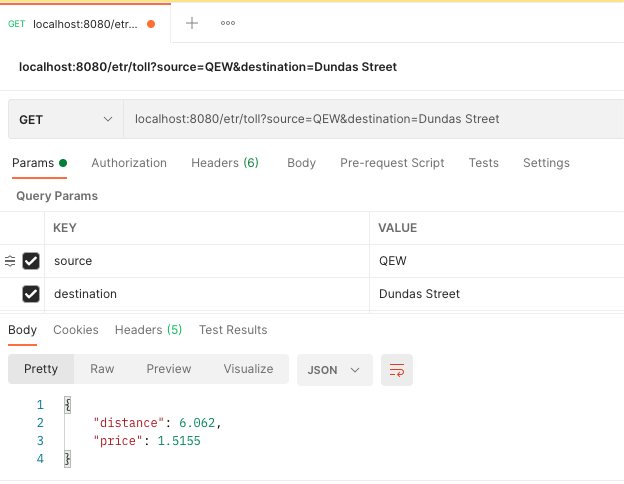 GET localhost:8080/etr...
localhost:8080/etr/toll?source=QEW&destination=Dundas Street
GET localhost:8080/etr/toll?source=QEW&destination=Dundas Street
Params Authorization Headers (6) Body Pre-request Script Tests Settings
Query Params
KEY VALUE
source QEW
destination Dundas Street
Body Cookies Headers (5) Test Results
Pretty Raw Preview Visualize JSON
1 {
2 "distance": 6.062,
3 "price": 1.5155
4 }